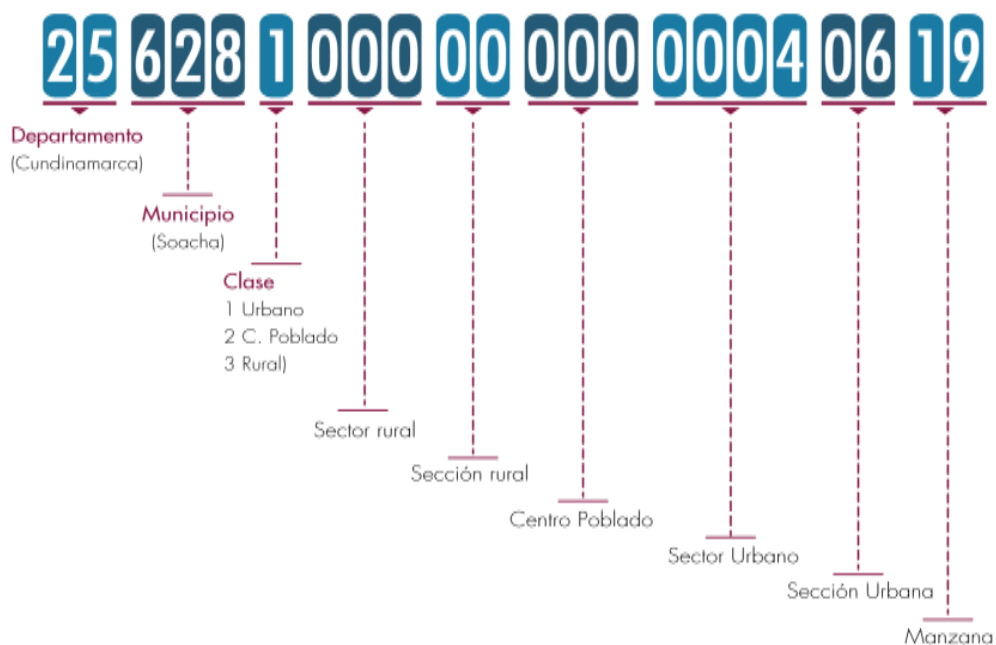 25 628 1 000 00 000 0004 06 19
Departamento
(Cundinamarca)
Municipio
(Soacha)
Clase
1 Urbano
2 C. Poblado
3 Rural)
Sector rural
Sección rural
Centro Poblado
Sector Urbano
Sección Urbana
Manzana